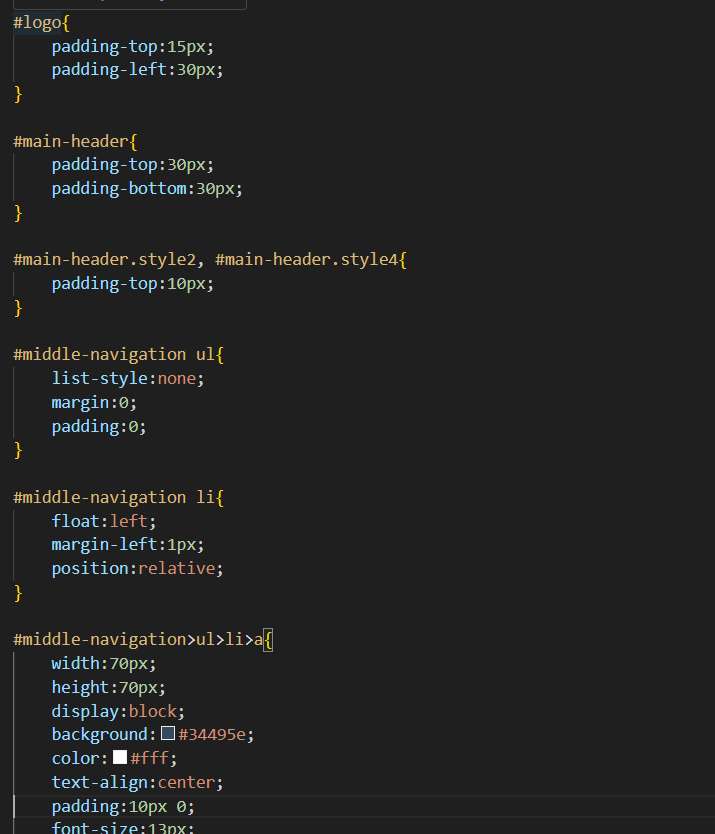 #logo{
    padding-top:15px;
    padding-left:30px;
}
#main-header{
    padding-top:30px;
    padding-bottom:30px;
}
#main-header.style2, #main-header.style4{
    padding-top:10px;
}
#middle-navigation ul{
    list-style:none;
    margin:0;
    padding:0;
}
#middle-navigation li{
    float:left;
    margin-left:1px;
    position:relative;
}
#middle-navigation>ul>li>a{
    width:70px;
    height:70px;
    display:block;
    background:#34495e;
    color:#fff;
    text-align:center;
    padding:10px 0;
    font-size:13px;